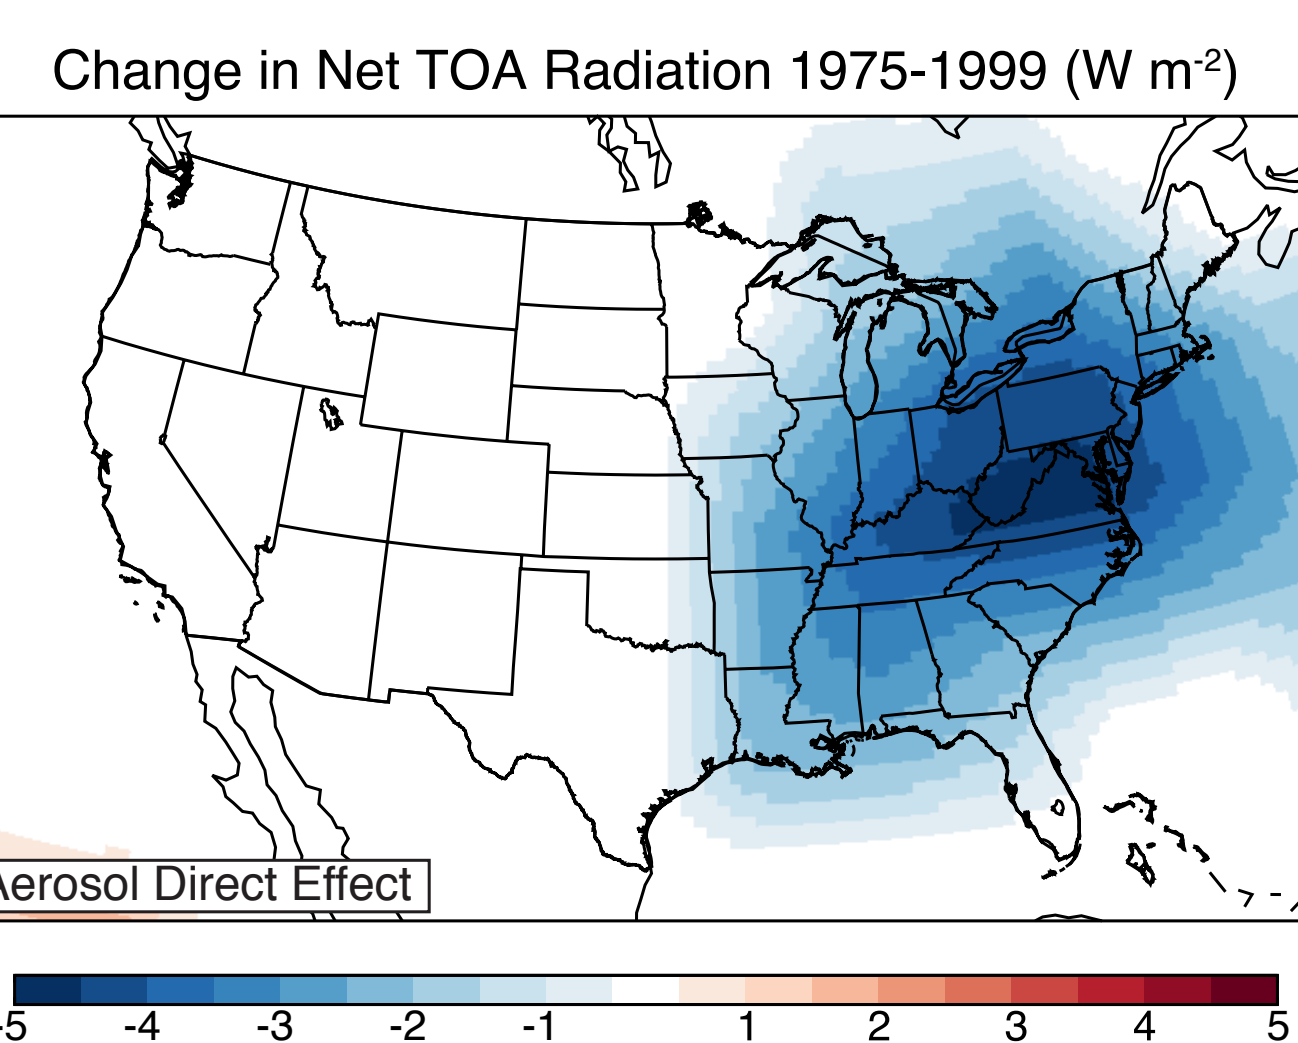 Change in Net TOA Radiation 1975-1999 (W m-2)
Aerosol Direct Effect
-5 -4 -3 -2 -1 1 2 3 4 5